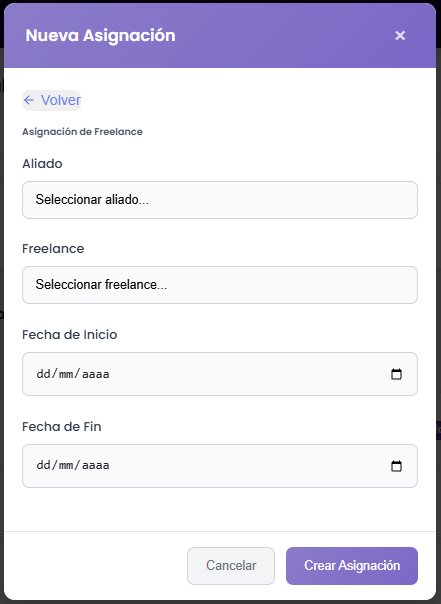 Nueva Asignación ×
← Volver
Asignación de Freelance
Aliado
Seleccionar aliado...
Freelance
Seleccionar freelance...
Fecha de Inicio
dd/mm/aaaa
Fecha de Fin
dd/mm/aaaa
Cancelar Crear Asignación